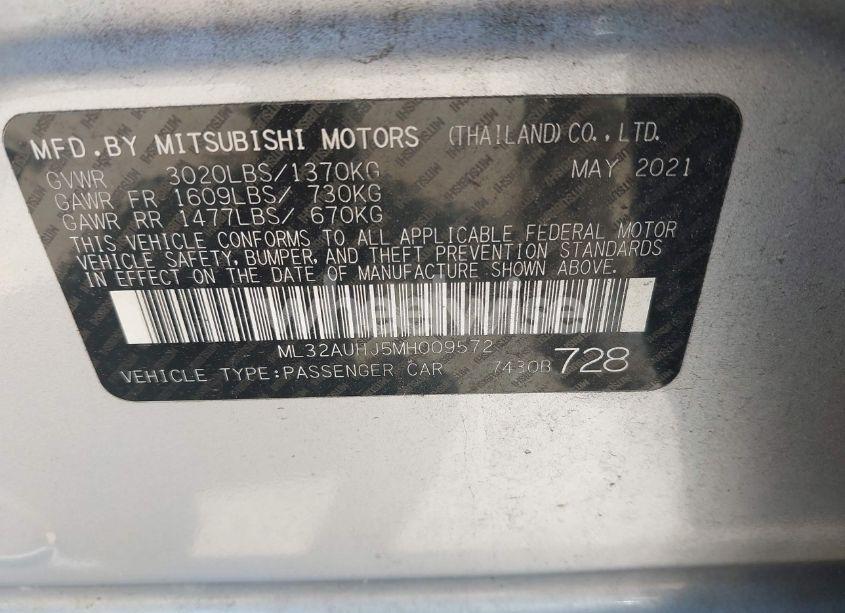 MFD.BY MITSUBISHI MOTORS (THAILAND) CO., LTD.
GVWR 3020LBS/1370KG MAY 2021
GAWR FR 1609LBS/ 730KG
GAWR RR 1477LBS/ 670KG
THIS VEHICLE CONFORMS TO ALL APPLICABLE FEDERAL MOTOR
VEHICLE SAFETY, BUMPER, AND THEFT PREVENTION STANDARDS
IN EFFECT ON THE DATE OF MANUFACTURE SHOWN ABOVE.
ML32AUHJ5MH009572
VEHICLE TYPE:PASSENGER CAR 7430B 728